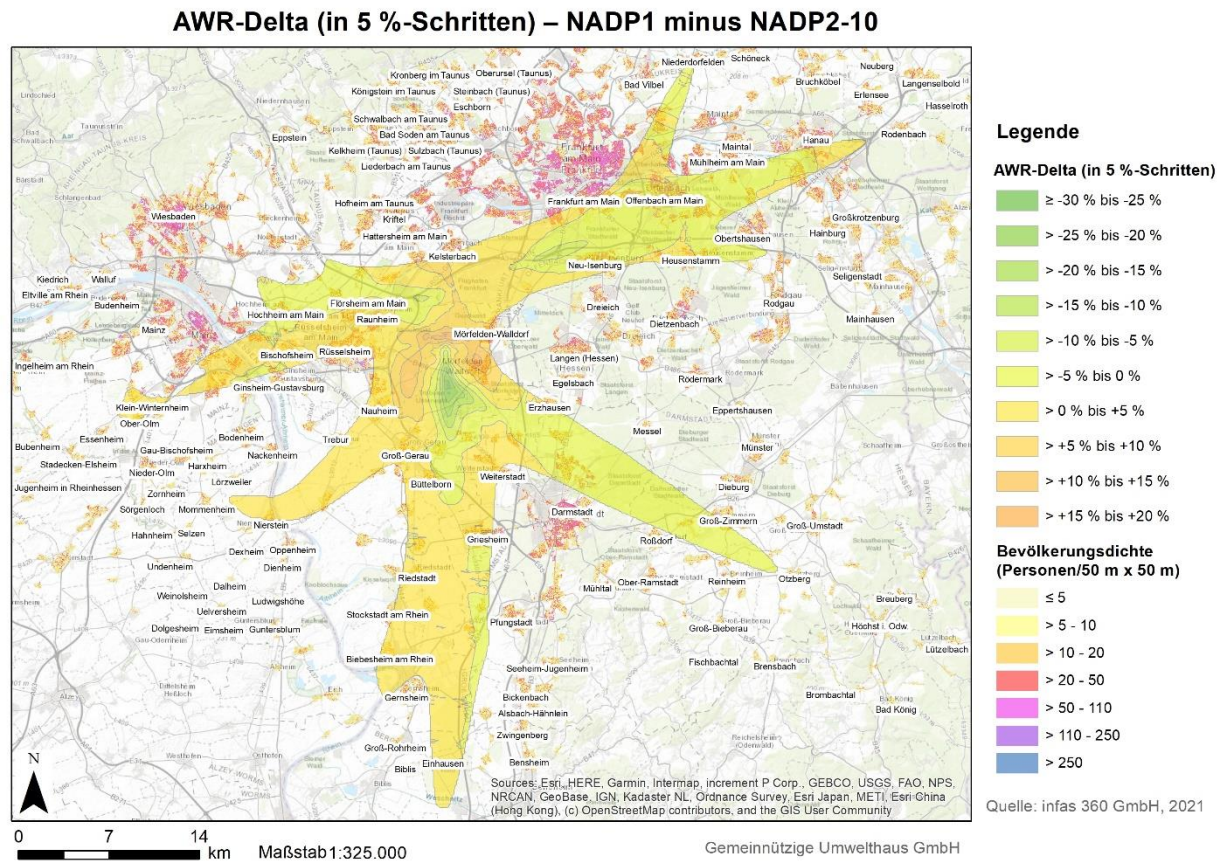 AWR-Delta (in 5 %-Schritten) – NADP1 minus NADP2-10
Niederdorfelden
Schöneck
Neuberg
Kronberg im Taunus
Oberursel (Taunus)
Bad Vilbel
Bruchköbel
Langenselbold
Königstein im Taunus
Steinbach (Taunus)
Erlensee
Eschborn
Hasselroth
Schwalbach am Taunus
Eppstein
Bad Soden am Taunus
Rodenbach
Kelkheim (Taunus)
Sulzbach (Taunus)
Maintal
Hanau
Liederbach am Taunus
Mühlheim am Main
Hofheim am Taunus
Frankfurt am Main
Offenbach am Main
Wiesbaden
Kriftel
Großkrotzenburg
Hattersheim am Main
Hainburg
Kelsterbach
Obertshausen
Neu-Isenburg
Heusenstamm
Seligenstadt
Kiedrich
Walluf
Eltville am Rhein
Budenheim
Flörsheim am Main
Hochheim am Main
Raunheim
Dreieich
Rodgau
Mainhausen
Mainz
Mörfelden-Walldorf
Dietzenbach
Bischofsheim
Rüsselsheim
Langen (Hessen)
Ingelheim am Rhein
Ginsheim-Gustavsburg
Egelsbach
Rödermark
Klein-Winternheim
Nauheim
Erzhausen
Eppertshausen
Ober-Olm
Essenheim
Bodenheim
Trebur
Messel
Bubenheim
Gau-Bischofsheim
Nackenheim
Groß-Gerau
Münster
Stadecken-Elsheim
Harxheim
Nieder-Olm
Weiterstadt
Jugenheim in Rheinhessen
Zornheim
Lörzweiler
Büttelborn
Dieburg
Sörgenloch
Mommenheim
Darmstadt
Groß-Zimmern
Groß-Umstadt
Hahnheim
Selzen
Nierstein
Griesheim
Roßdorf
Dexheim
Oppenheim
Undenheim
Dienheim
Riedstadt
Mühltal
Ober-Ramstadt
Reinheim
Otzberg
Weinolsheim
Dalheim
Ludwigshöhe
Breuberg
Uelversheim
Stockstadt am Rhein
Pfungstadt
Groß-Bieberau
Höchst i. Odw.
Dolgesheim
Eimsheim
Guntersblum
Lützelbach
Biebesheim am Rhein
Seeheim-Jugenheim
Fischbachtal
Brensbach
Gernsheim
Bickenbach
Brombachtal
Alsbach-Hähnlein
Bad König
Zwingenberg
Groß-Rohrheim
Biblis
Einhausen
Bensheim
N
Sources: Esri, HERE, Garmin, Intermap, increment P Corp., GEBCO, USGS, FAO, NPS,
NRCAN, GeoBase, IGN, Kadaster NL, Ordnance Survey, Esri Japan, METI, Esri China
(Hong Kong), (c) OpenStreetMap contributors, and the GIS User Community
0 7 14
km
Maßstab1:325.000
Gemeinnützige Umwelthaus GmbH
Legende
AWR-Delta (in 5 %-Schritten)
≥ -30 % bis -25 %
> -25 % bis -20 %
> -20 % bis -15 %
> -15 % bis -10 %
> -10 % bis -5 %
> -5 % bis 0 %
> 0 % bis +5 %
> +5 % bis +10 %
> +10 % bis +15 %
> +15 % bis +20 %
Bevölkerungsdichte
(Personen/50 m x 50 m)
≤ 5
> 5 - 10
> 10 - 20
> 20 - 50
> 50 - 110
> 110 - 250
> 250
Quelle: infas 360 GmbH, 2021